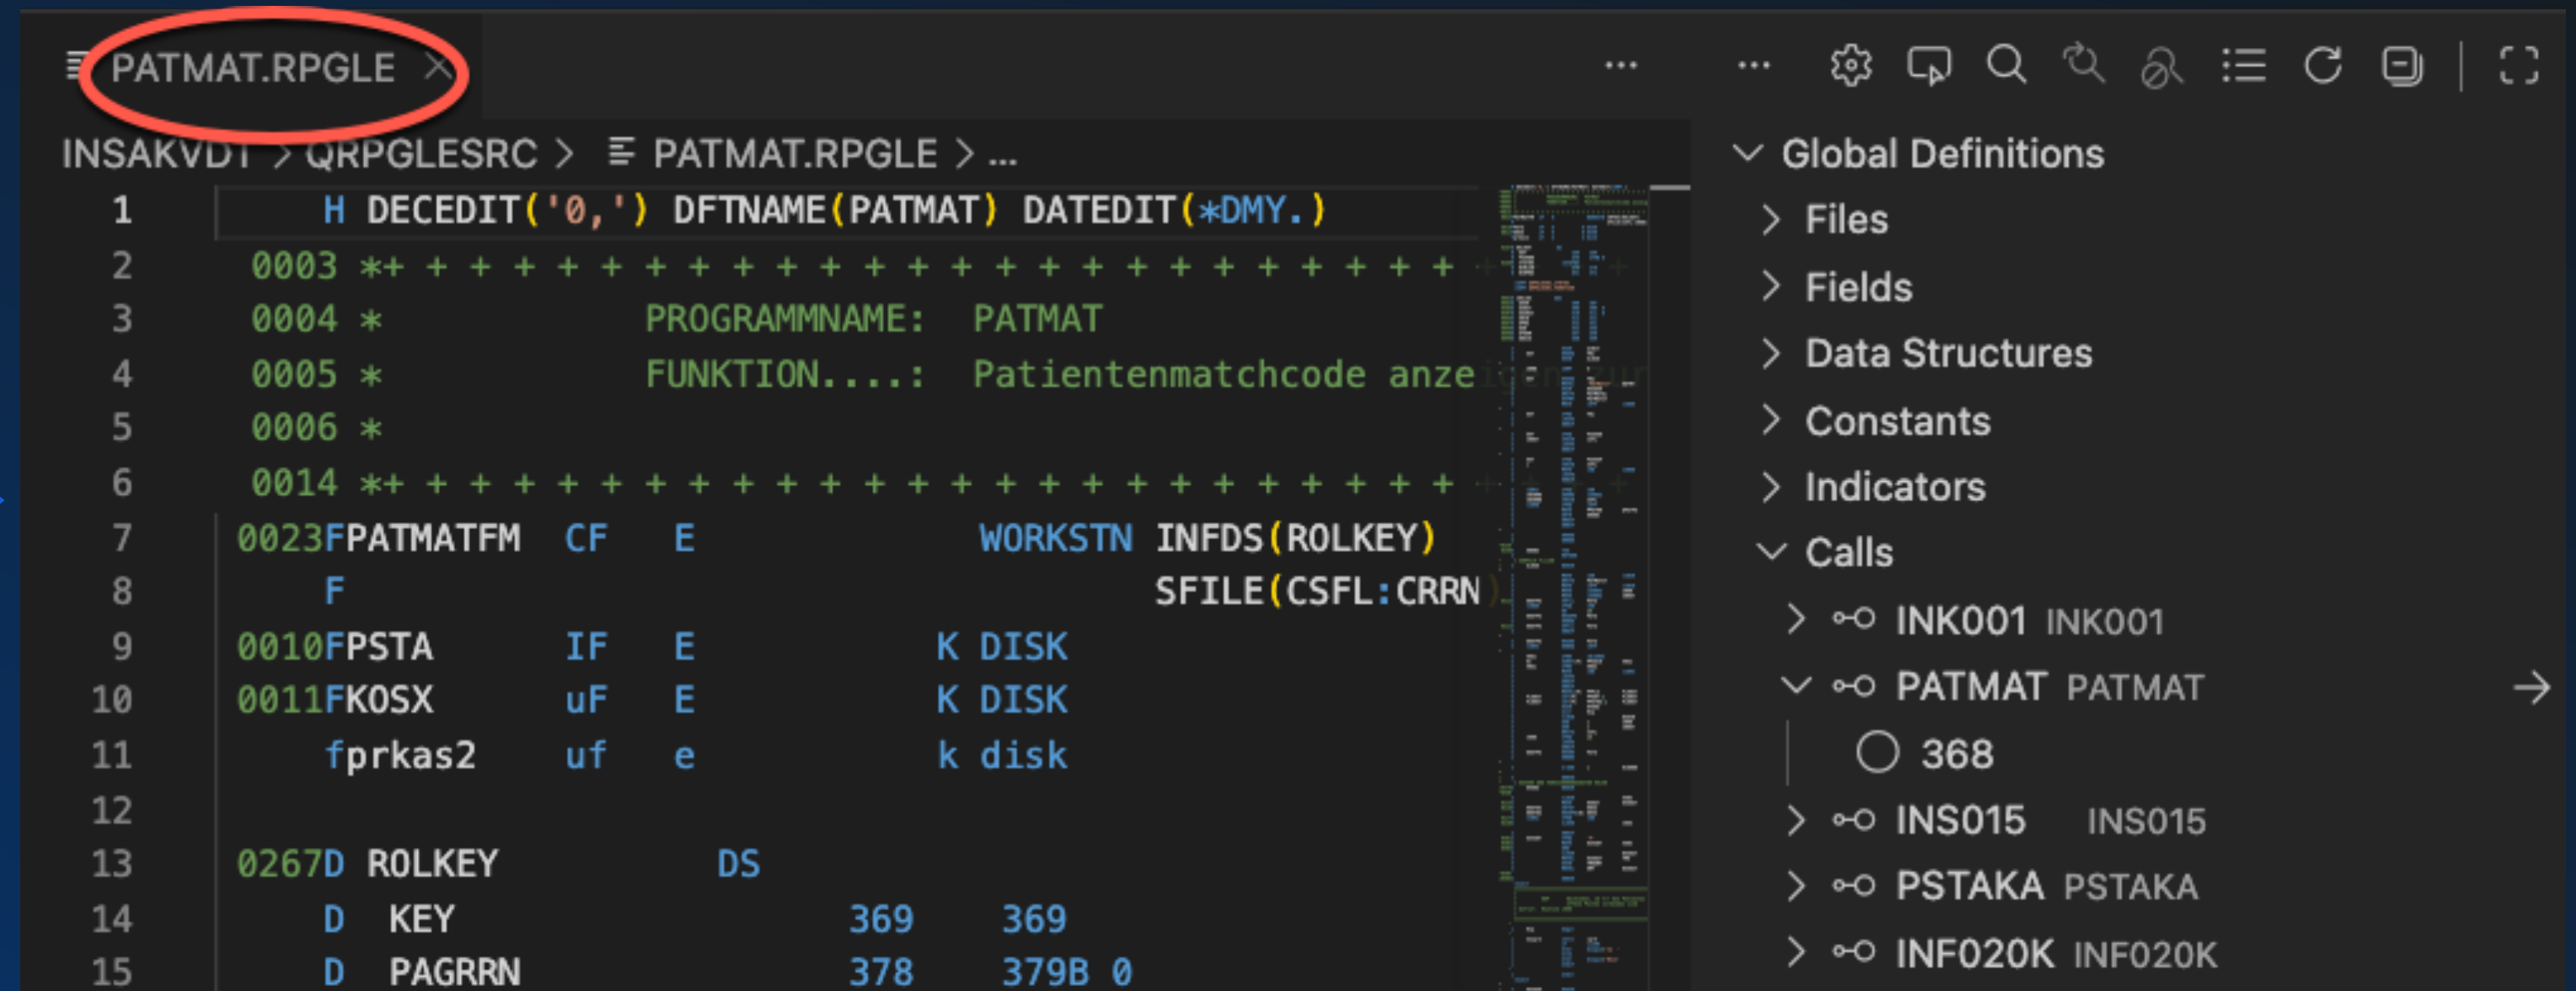 PATMAT.RPGLE
INSAKVDT > QRPGLESRC > PATMAT.RPGLE > ...
1 H DECEDIT('0,') DFTNAME(PATMAT) DATEDIT(*DMY.)
2 0003 *+ + + + + + + + + + + + + + + + + + + + + + + + +
3 0004 * PROGRAMMNAME: PATMAT
4 0005 * FUNKTION....: Patientenmatchcode anzeigen zur
5 0006 *
6 0014 *+ + + + + + + + + + + + + + + + + + + + + + + + +
7 0023FPATMATFM CF E WORKSTN INFDS(ROLKEY)
8 F SFILE(CSFL:CRRN)
9 0010FPSTA IF E K DISK
10 0011FKOSX uF E K DISK
11 fprkas2 uf e k disk
12
13 0267D ROLKEY DS
14 D KEY 369 369
15 D PAGRRN 378 379B 0
Global Definitions
Files
Fields
Data Structures
Constants
Indicators
Calls
INK001 INK001
PATMAT PATMAT
368
INS015 INS015
PSTAKA PSTAKA
INF020K INF020K